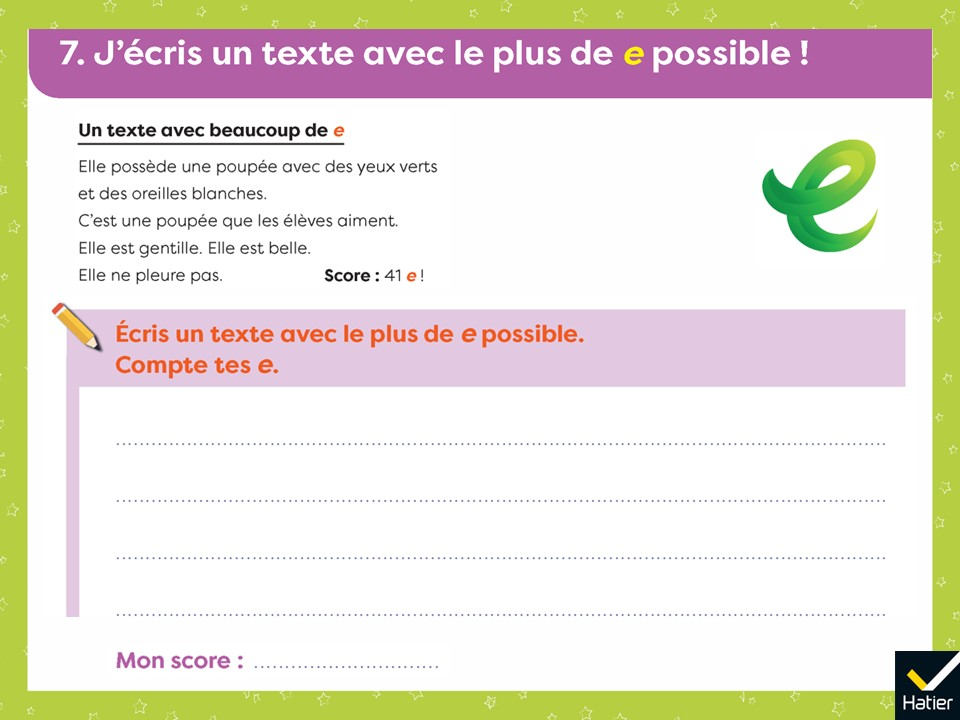 7. J'écris un texte avec le plus de e possible !
Un texte avec beaucoup de e
Elle possède une poupée avec des yeux verts
et des oreilles blanches.
C'est une poupée que les élèves aiment.
Elle est gentille. Elle est belle.
Elle ne pleure pas. Score : 41 e !
e
Écris un texte avec le plus de e possible.
Compte tes e.
................................................................................
................................................................................
................................................................................
................................................................................
Mon score : ..............................
Hatier